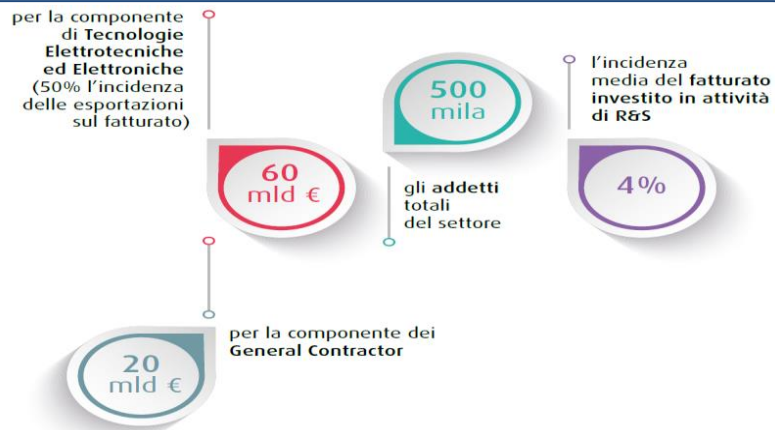 per la componente
di Tecnologie
Elettrotecniche
ed Elettroniche
(50% l'incidenza
delle esportazioni
sul fatturato)
60
mld €
500
mila
gli addetti
totali
del settore
l'incidenza
media del fatturato
investito in attività
di R&S
4%
20
mld €
per la componente dei
General Contractor